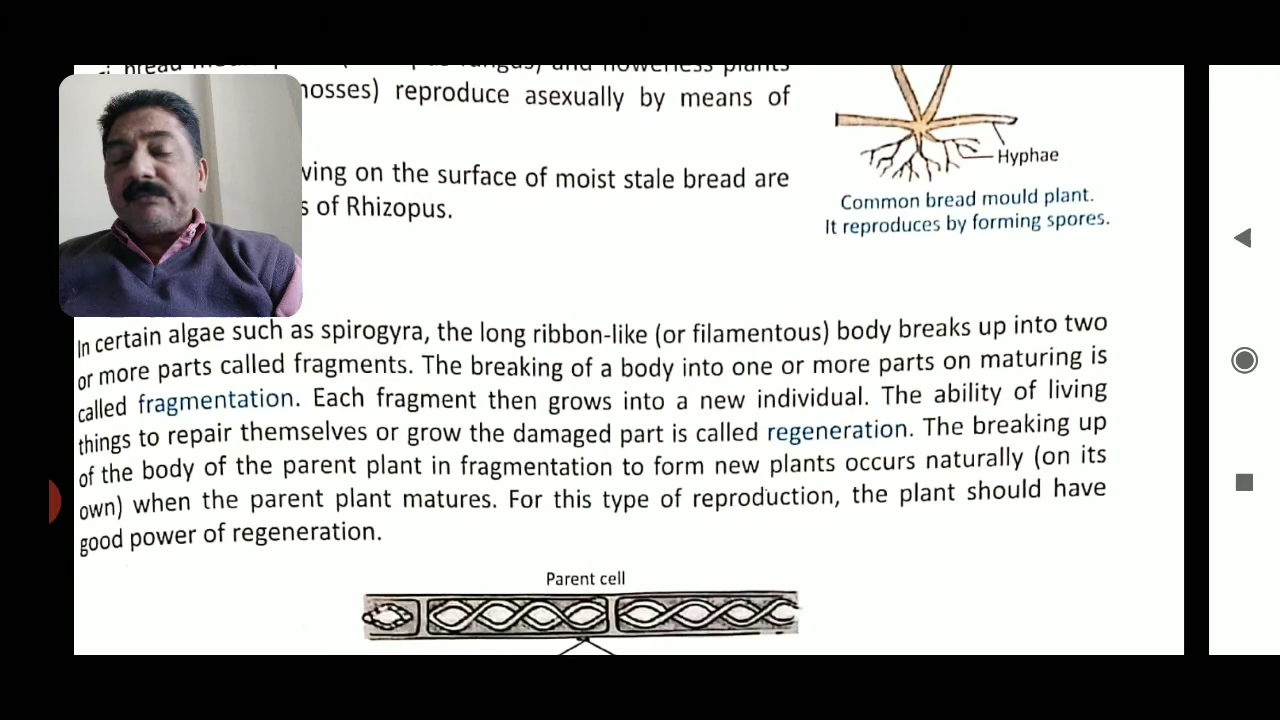 bread
and flowerless plants
mosses) reproduce asexually by means of
Hyphae
ving on the surface of moist stale bread are
Common bread mould plant.
s of Rhizopus.
It reproduces by forming spores.
In certain algae such as spirogyra, the long ribbon-like (or filamentous) body breaks up into two
or more parts called fragments. The breaking of a body into one or more parts on maturing is
called fragmentation. Each fragment then grows into a new individual. The ability of living
things to repair themselves or grow the damaged part is called regeneration. The breaking up
of the body of the parent plant in fragmentation to form new plants occurs naturally (on its
own) when the parent plant matures. For this type of reproduction, the plant should have
good power of regeneration.
Parent cell